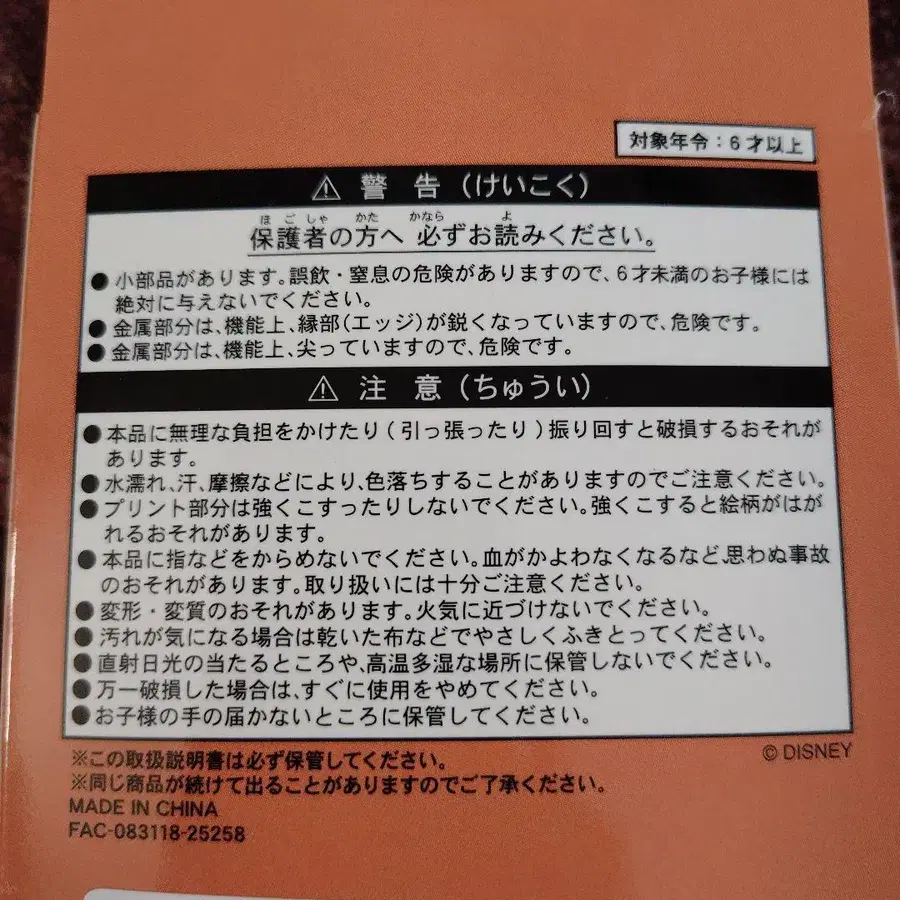 対象年令：6才以上
⚠ 警 告（けいこく）
ほ ご しゃ かた かなら よ
保護者の方へ 必ずお読みください。
● 小部品があります。誤飲・窒息の危険がありますので、6才未満のお子様には
絶対に与えないでください。
● 金属部分は、機能上、縁部（エッジ）が鋭くなっていますので、危険です。
● 金属部分は、機能上、尖っていますので、危険です。
⚠ 注 意（ちゅうい）
● 本品に無理な負担をかけたり（引っ張ったり）振り回すと破損するおそれが
あります。
● 水濡れ、汗、摩擦などにより、色落ちすることがありますのでご注意ください。
● プリント部分は強くこすったりしないでください。強くこすると絵柄がはが
れるおそれがあります。
● 本品に指などをからめないでください。血がかよわなくなるなど、思わぬ事故
のおそれがあります。取り扱いには十分ご注意ください。
● 変形・変質のおそれがあります。火気に近づけないでください。
● 汚れが気になる場合は乾いた布などでやさしくふきとってください。
● 直射日光の当たるところや、高温多湿な場所に保管しないでください。
● 万一破損した場合は、すぐに使用をやめてください。
● お子様の手の届かないところに保管してください。
※この取扱説明書は必ず保管してください。
© DISNEY
※同じ商品が続けて出ることがありますのでご了承ください。
MADE IN CHINA
FAC-083118-25258